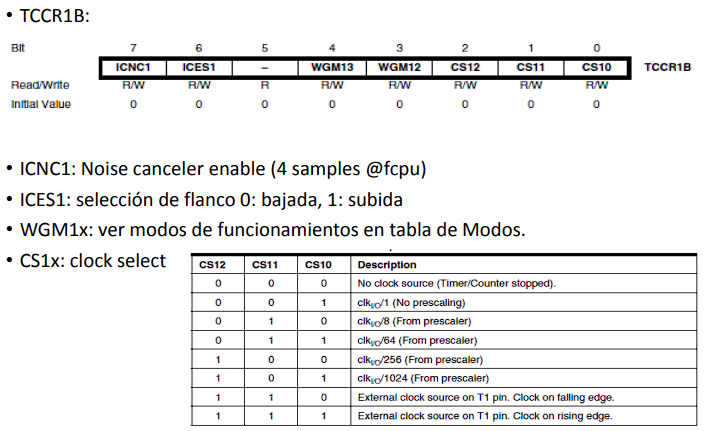 • TCCR1B:
Bit 7 6 5 4 3 2 1 0
ICNC1 ICES1 – WGM13 WGM12 CS12 CS11 CS10 TCCR1B
Read/Write R/W R/W R R/W R/W R/W R/W R/W
Initial Value 0 0 0 0 0 0 0 0
• ICNC1: Noise canceler enable (4 samples @fcpu)
• ICES1: selección de flanco 0: bajada, 1: subida
• WGM1x: ver modos de funcionamientos en tabla de Modos.
• CS1x: clock select
CS12 CS11 CS10 Description
0 0 0 No clock source (Timer/Counter stopped).
0 0 1 clkI/O/1 (No prescaling)
0 1 0 clkI/O/8 (From prescaler)
0 1 1 clkI/O/64 (From prescaler)
1 0 0 clkI/O/256 (From prescaler)
1 0 1 clkI/O/1024 (From prescaler)
1 1 0 External clock source on T1 pin. Clock on falling edge.
1 1 1 External clock source on T1 pin. Clock on rising edge.